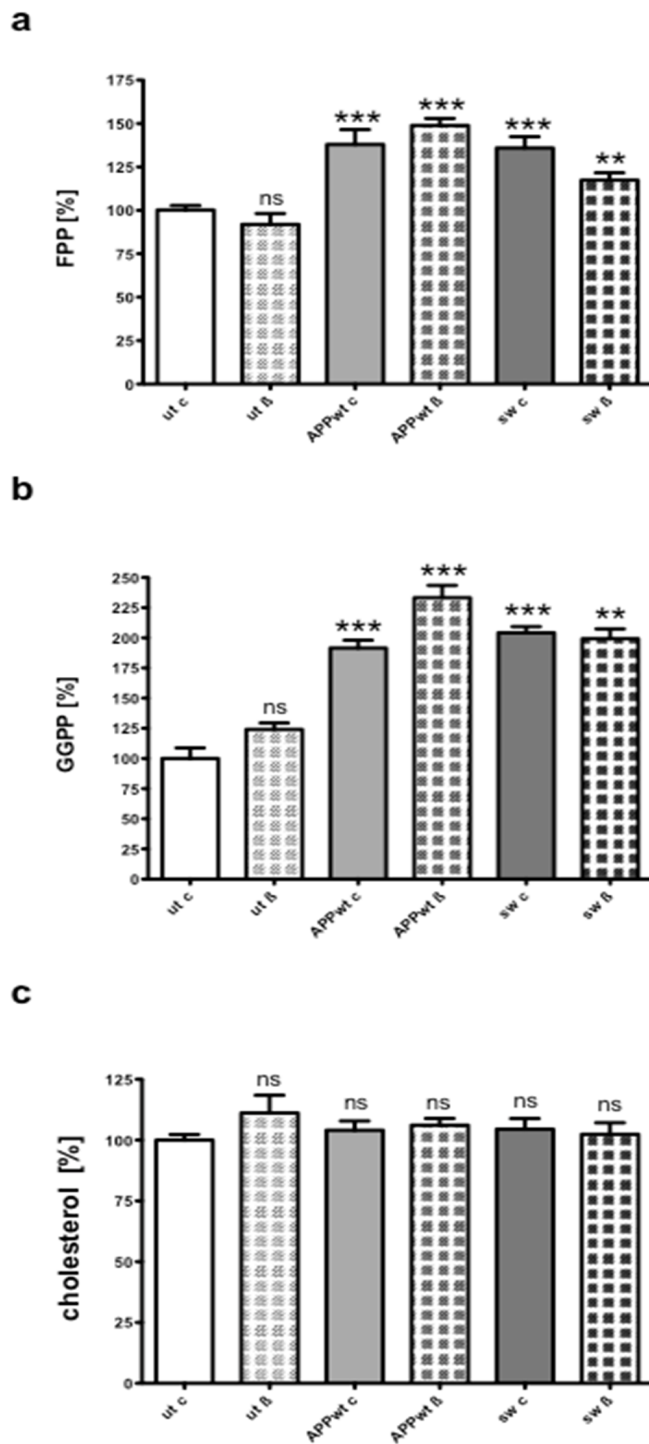 a
FPP [%]
175
150
125
100
75
50
25
0
ns
***
***
***
**
ut c
ut ß
APPwt c
APPwt ß
sw c
sw ß
b
GGPP [%]
250
225
200
175
150
125
100
75
50
25
0
ns
***
***
***
**
ut c
ut ß
APPwt c
APPwt ß
sw c
sw ß
c
cholesterol [%]
125
100
75
50
25
0
ns
ns
ns
ns
ns
ut c
ut ß
APPwt c
APPwt ß
sw c
sw ß